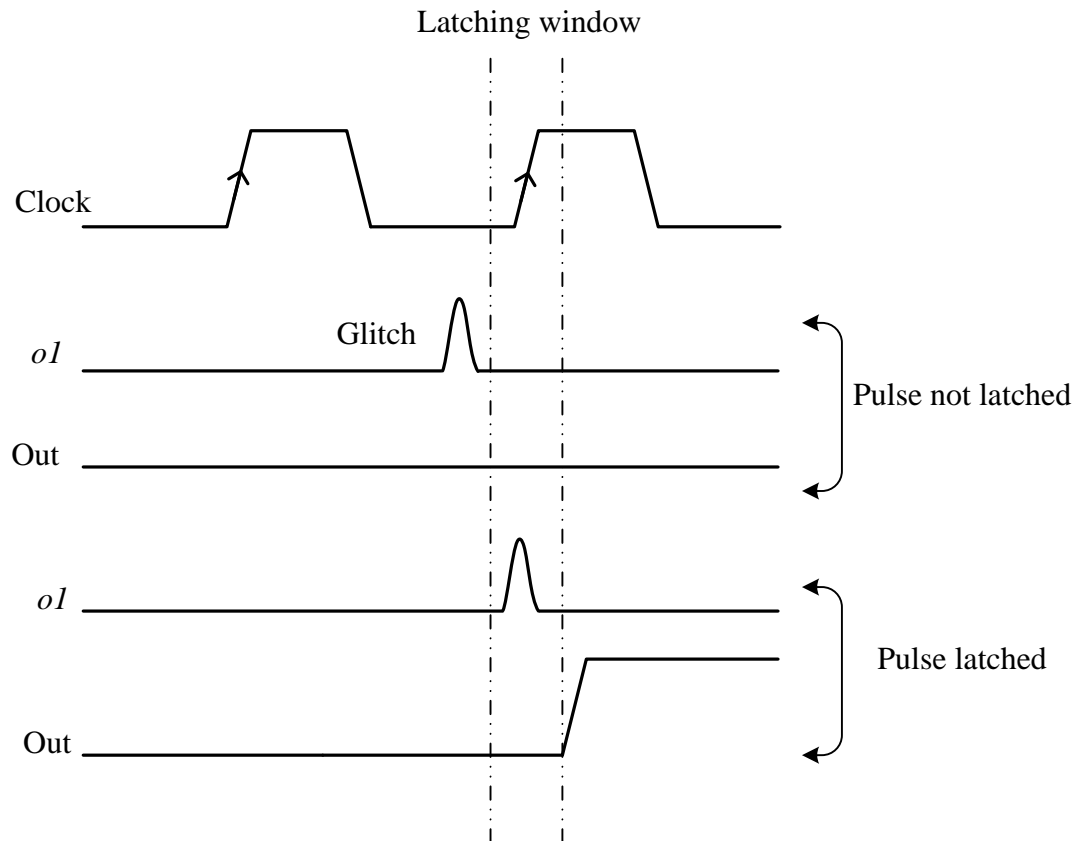 Latching window
Clock
Glitch
o1
Pulse not latched
Out
o1
Pulse latched
Out